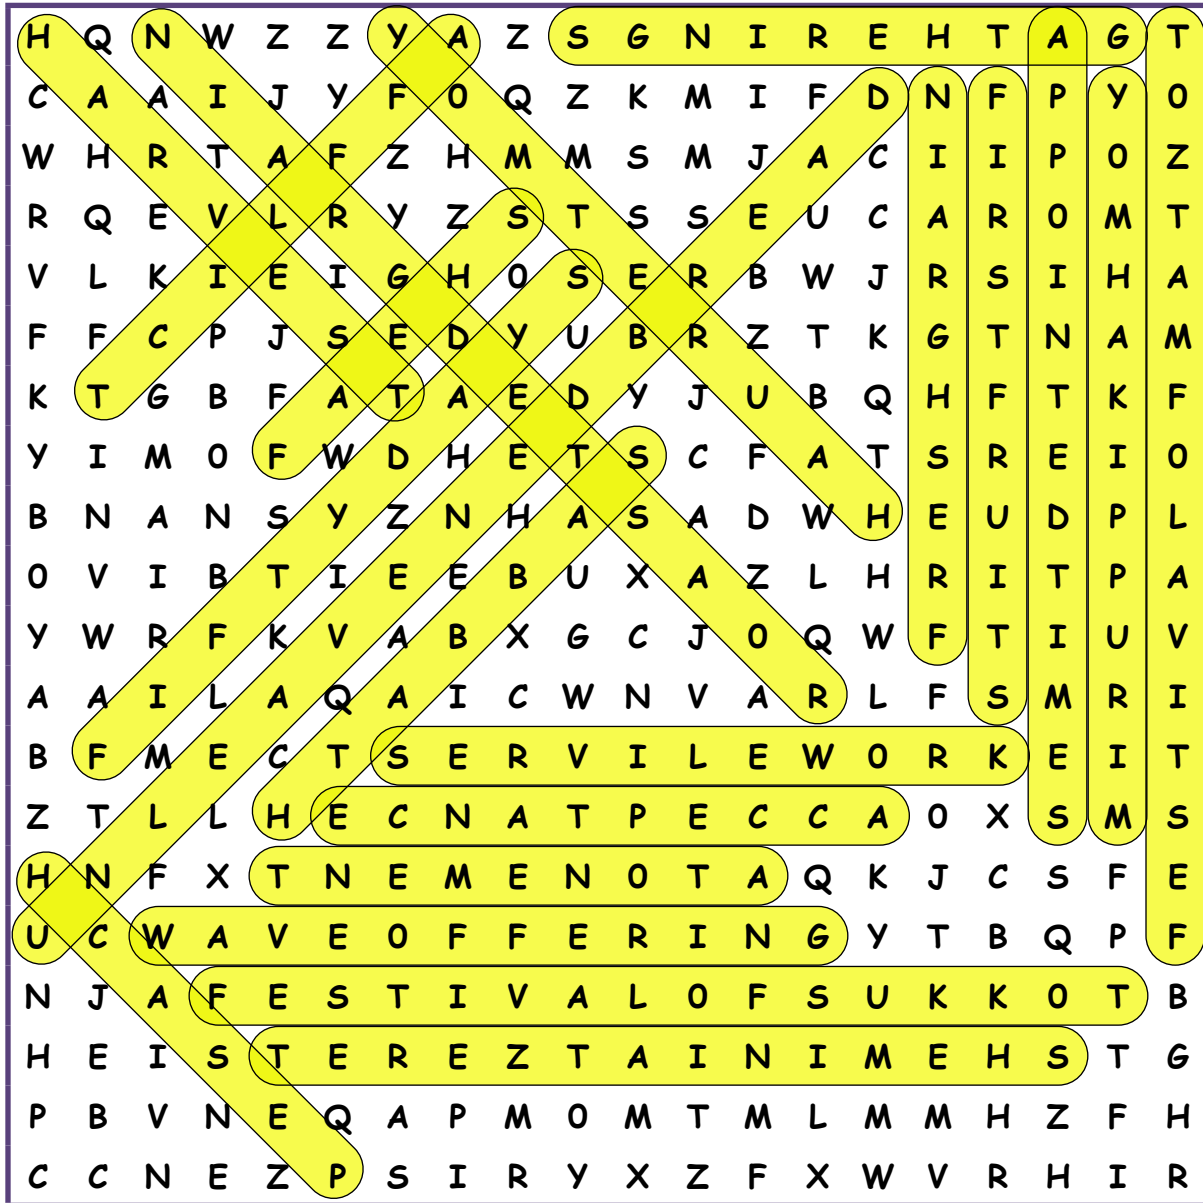 H Q N W Z Z Y A Z S G N I R E H T A G T
C A A I J Y F O Q Z K M I F D N F P Y O
W H R T A F Z H M M S M J A C I I P O Z
R Q E V L R Y Z S T S S E U C A R O M T
V L K I E I G H O S E R B W J R S I H A
F F C P J S E D Y U B R Z T K G T N A M
K T G B F A T A E D Y J U B Q H F T K F
Y I M O F W D H E T S C F A T S R E I O
B N A N S Y Z N H A S A D W H E U D P L
O V I B T I E E B U X A Z L H R I T P A
Y W R F K V A B X G C J O Q W F T I U V
A A I L A Q A I C W N V A R L F S M R I
B F M E C T S E R V I L E W O R K E I T
Z T L L H E C N A T P E C C A O X S M S
H N F X T N E M E N O T A Q K J C S F E
U C W A V E O F F E R I N G Y T B Q P F
N J A F E S T I V A L O F S U K K O T B
H E I S T E R E Z T A I N I M E H S T G
P B V N E Q A P M O M T M L M M H Z F H
C C N E Z P S I R Y X Z F X W V R H I R